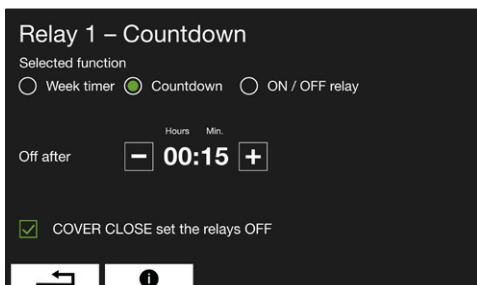 Relay 1 – Countdown
Selected function
Week timer Countdown ON / OFF relay
Hours Min.
Off after − 00:15 +
COVER CLOSE set the relays OFF